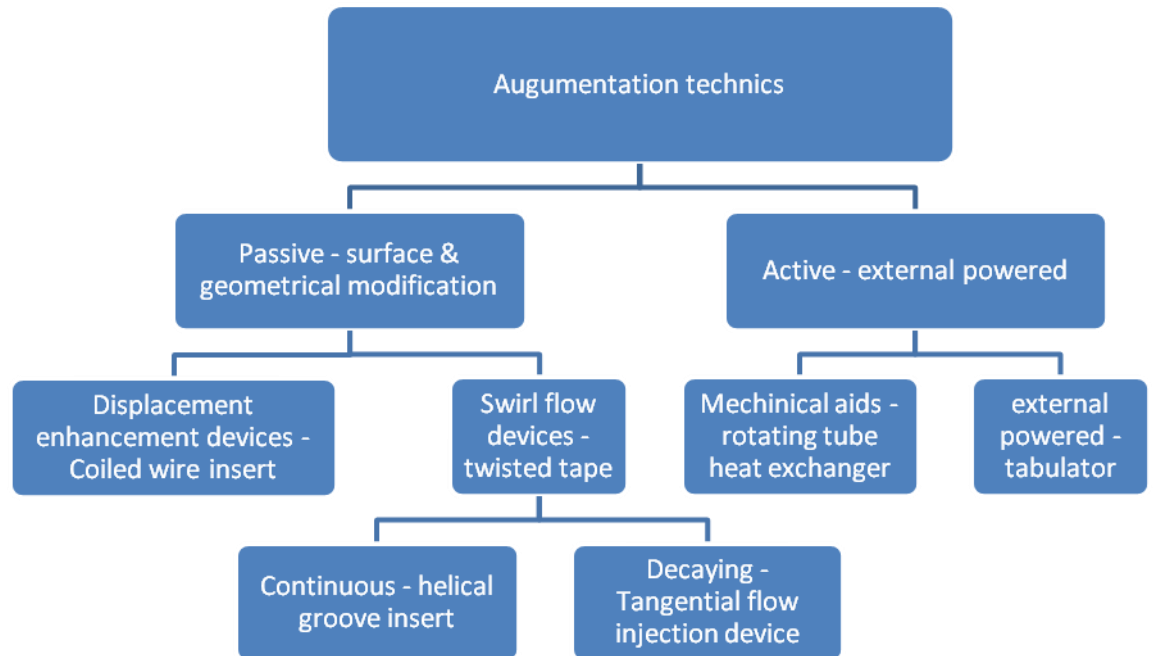 Augumentation technics
Passive - surface &
geometrical modification
Active - external powered
Displacement
enhancement devices -
Coiled wire insert
Swirl flow
devices -
twisted tape
Mechinical aids -
rotating tube
heat exchanger
external
powered -
tabulator
Continuous - helical
groove insert
Decaying -
Tangential flow
injection device